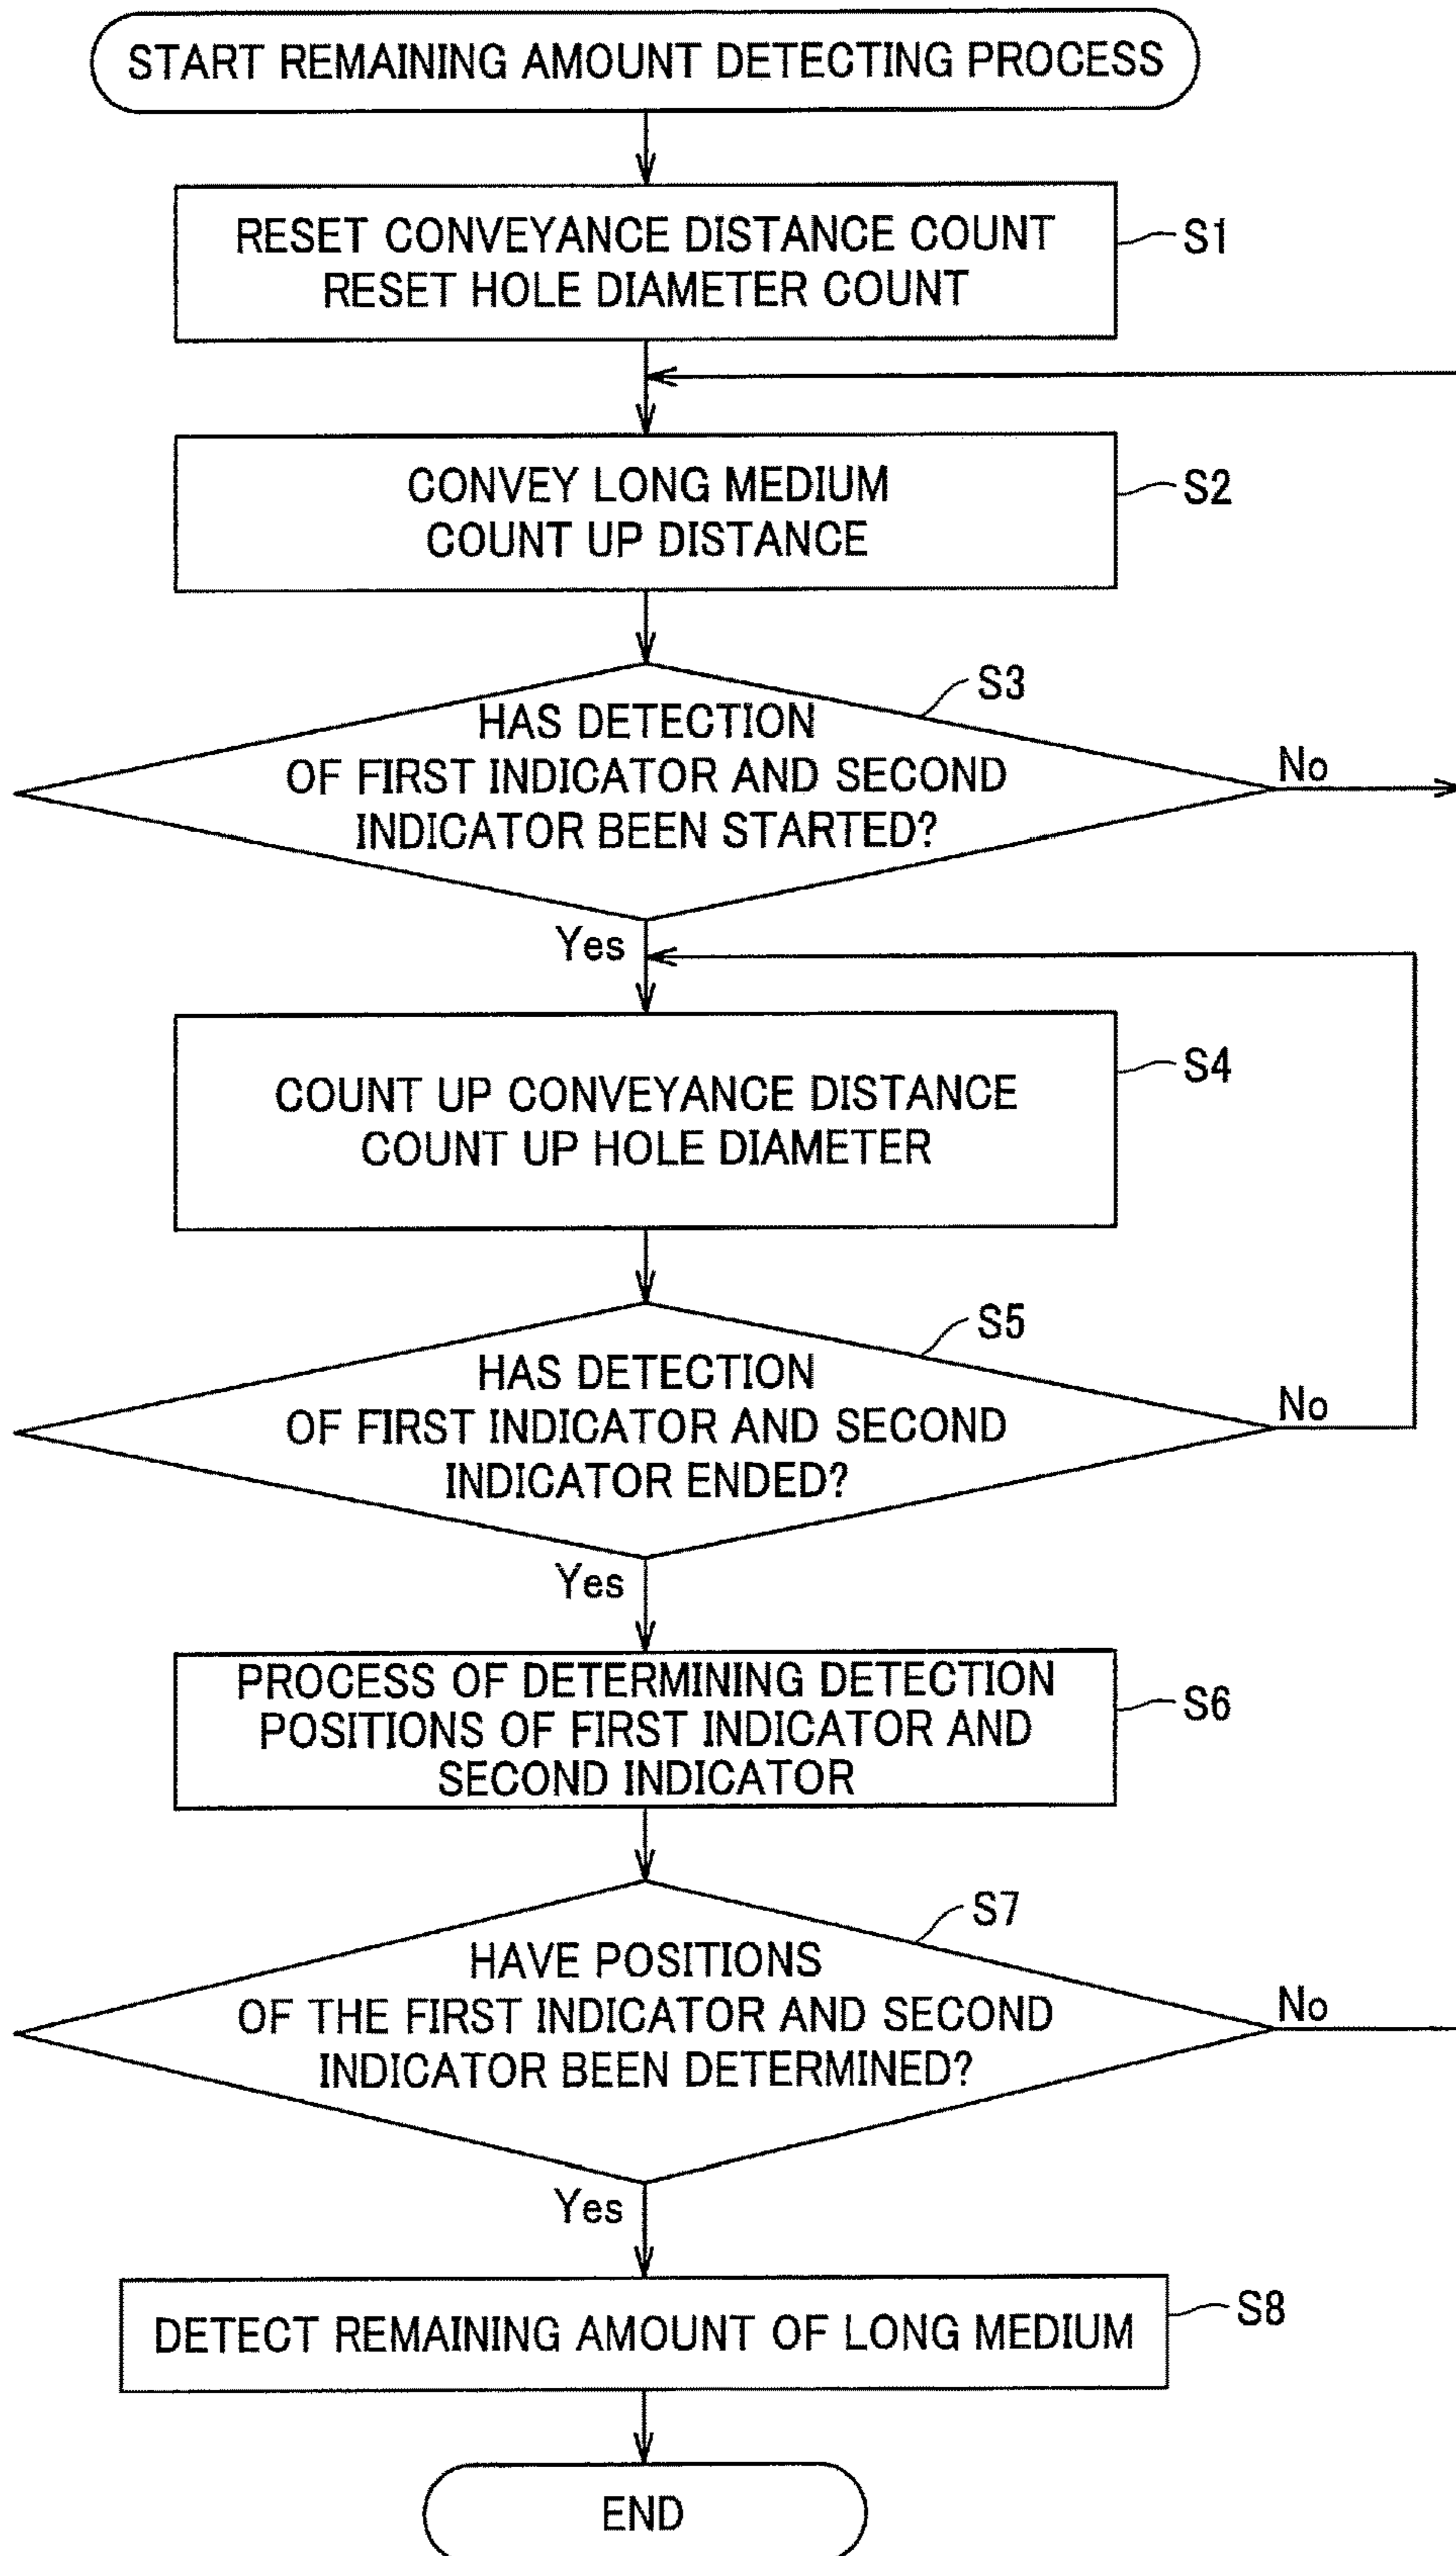 START REMAINING AMOUNT DETECTING PROCESS
RESET CONVEYANCE DISTANCE COUNT
RESET HOLE DIAMETER COUNT
S1
CONVEY LONG MEDIUM
COUNT UP DISTANCE
S2
S3
HAS DETECTION
OF FIRST INDICATOR AND SECOND
INDICATOR BEEN STARTED?
No
Yes
COUNT UP CONVEYANCE DISTANCE
COUNT UP HOLE DIAMETER
S4
S5
HAS DETECTION
OF FIRST INDICATOR AND SECOND
INDICATOR ENDED?
No
Yes
PROCESS OF DETERMINING DETECTION
POSITIONS OF FIRST INDICATOR AND
SECOND INDICATOR
S6
S7
HAVE POSITIONS
OF THE FIRST INDICATOR AND SECOND
INDICATOR BEEN DETERMINED?
No
Yes
DETECT REMAINING AMOUNT OF LONG MEDIUM
S8
END